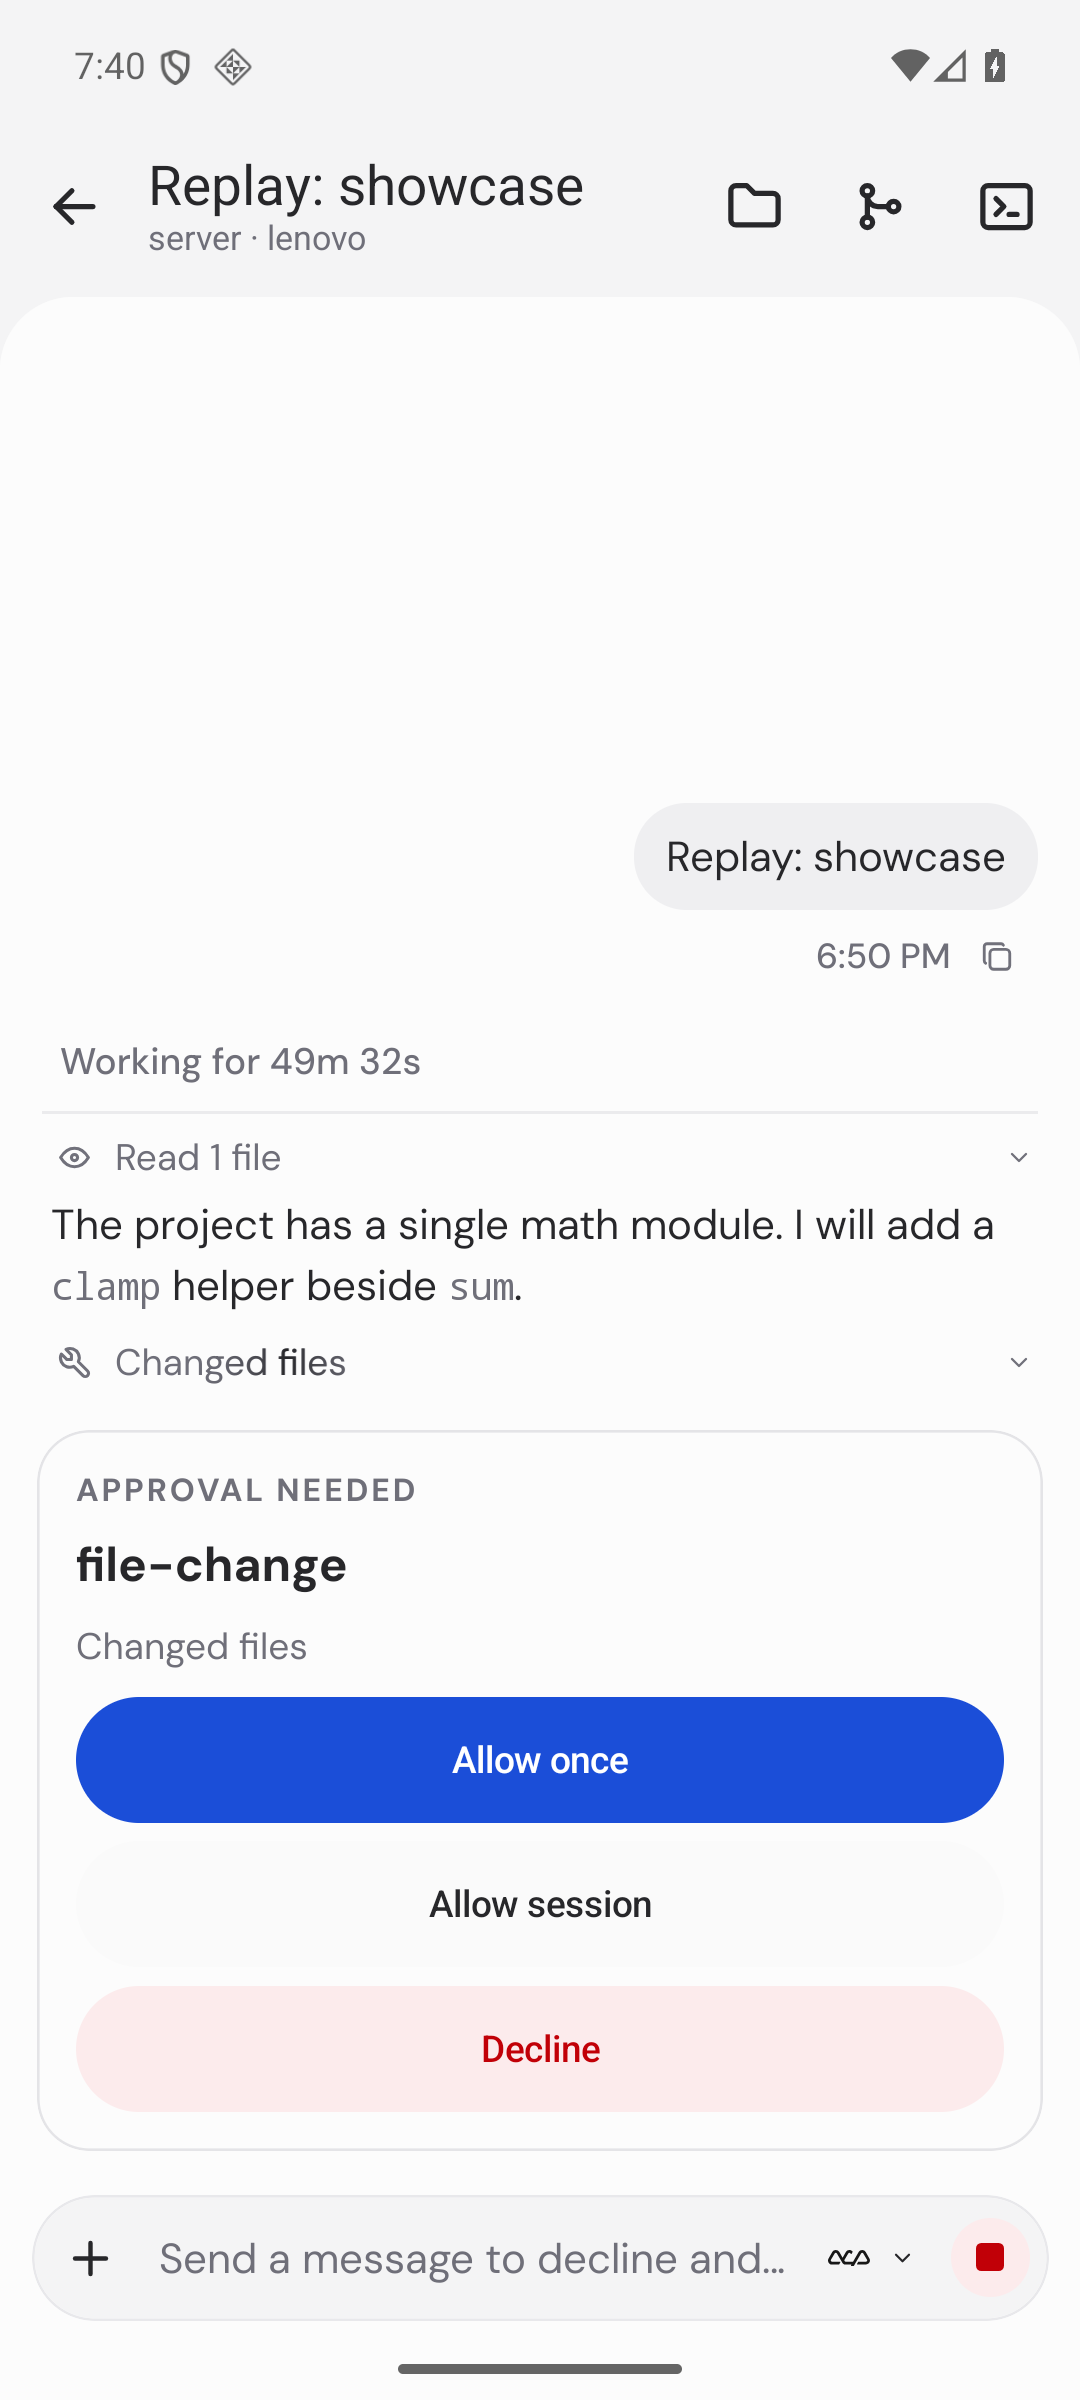 7:40
Replay: showcase
server · lenovo
Replay: showcase
6:50 PM
Working for 49m 32s
Read 1 file
The project has a single math module. I will add a
clamp helper beside sum.
Changed files
APPROVAL NEEDED
file-change
Changed files
Allow once
Allow session
Decline
Send a message to decline and...